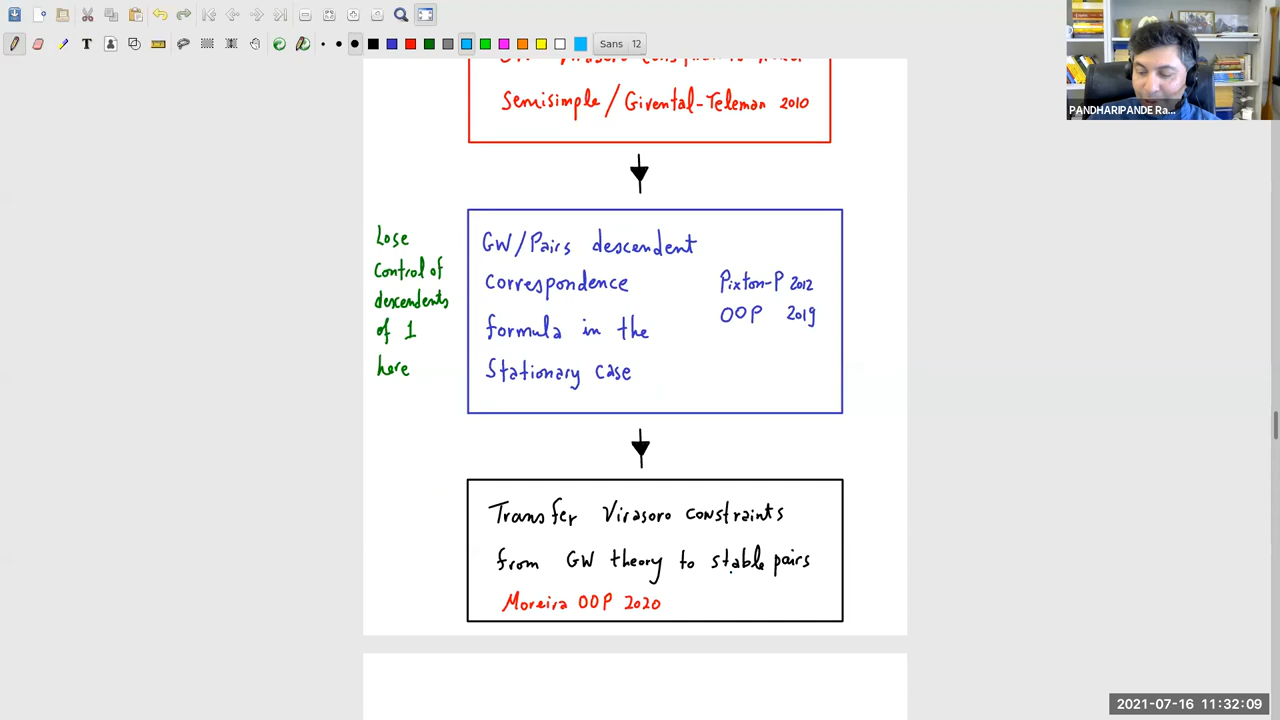 Sans 12
PANDHARIPANDE Ra...
Semisimple / Givental-Teleman 2010
Lose
control of
descendents
of 1
here
GW/Pairs descendent
correspondence
formula in the
Stationary case
Pixton-P 2012
OOP 2019
Transfer Virasoro constraints
from GW theory to stable pairs
Moreira OOP 2020
2021-07-16 11:32:09